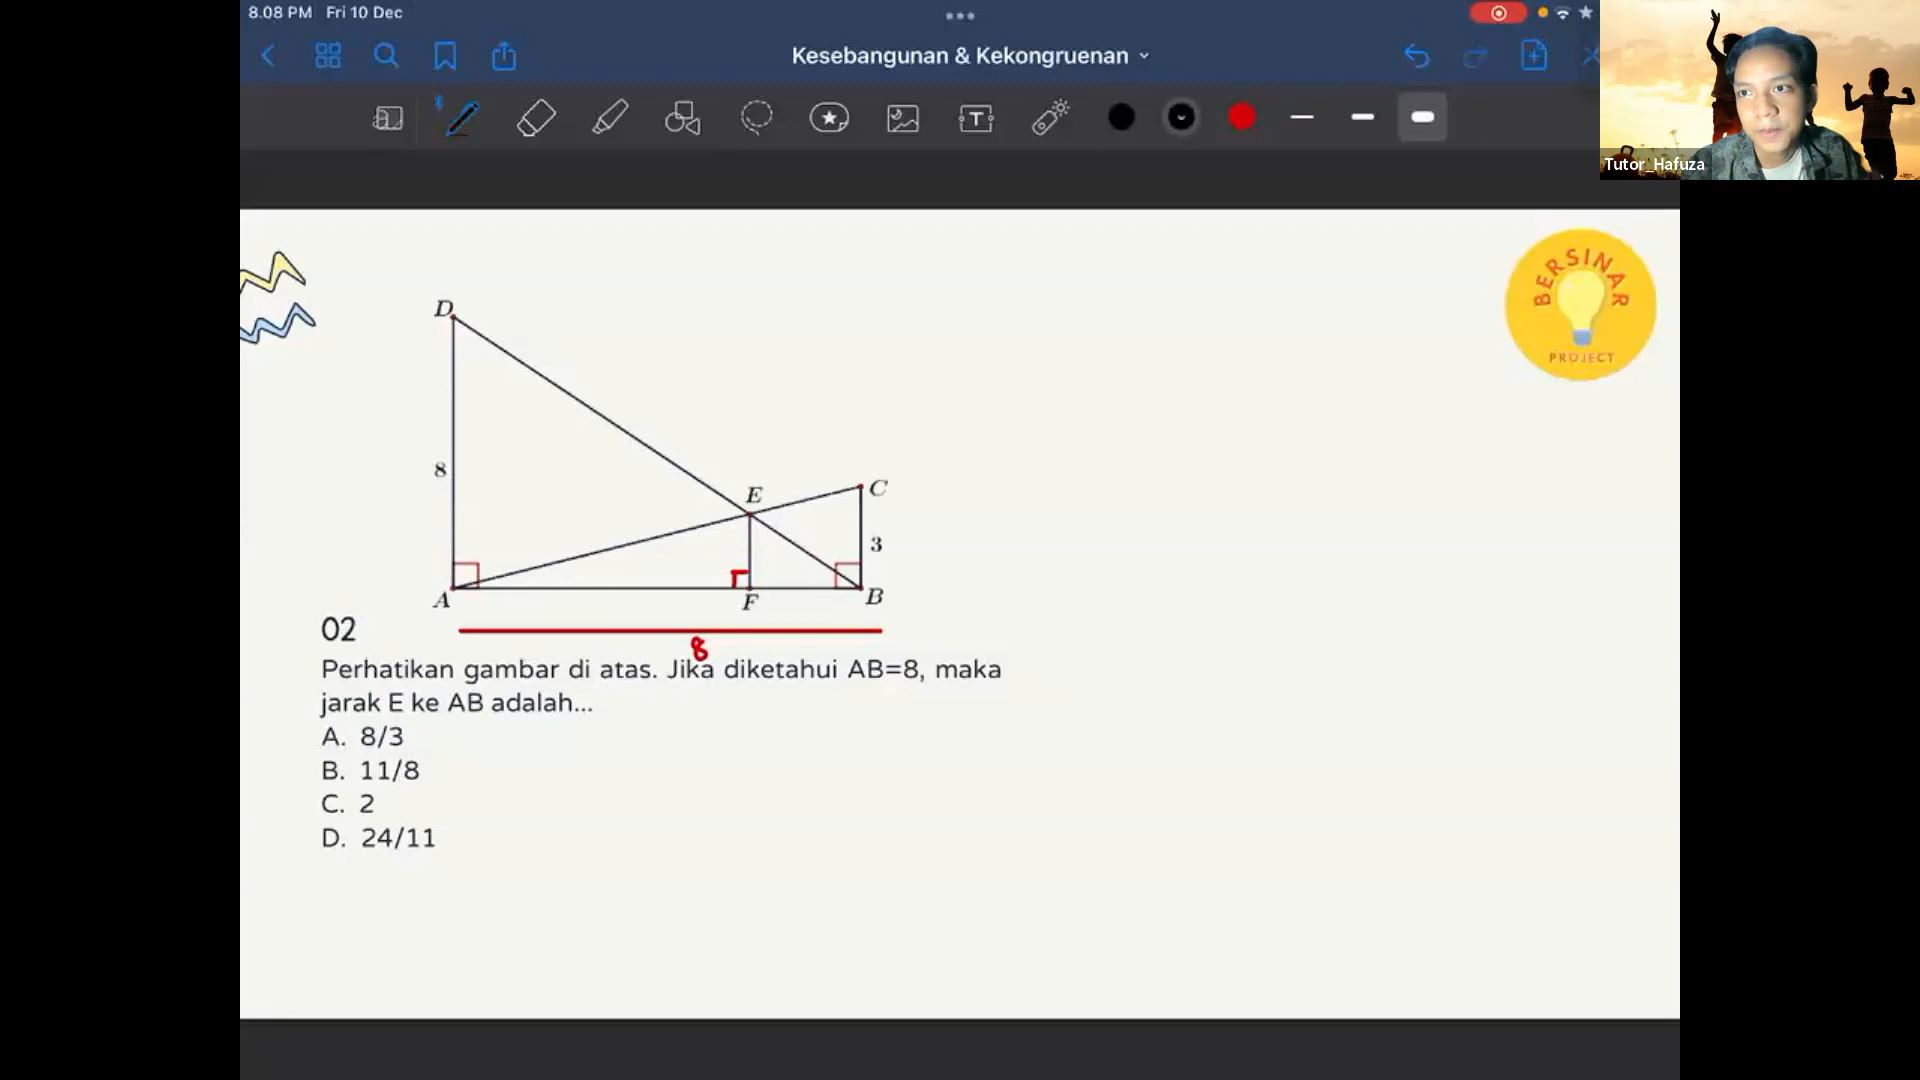 8.08 PM Fri 10 Dec
Kesebangunan & Kekongruenan
T
Tutor_Hafuza
BERSINAR
PROJECT
D
8
E
C
3
A
F
B
8
02
Perhatikan gambar di atas. Jika diketahui AB=8, maka
jarak E ke AB adalah...
A. 8/3
B. 11/8
C. 2
D. 24/11